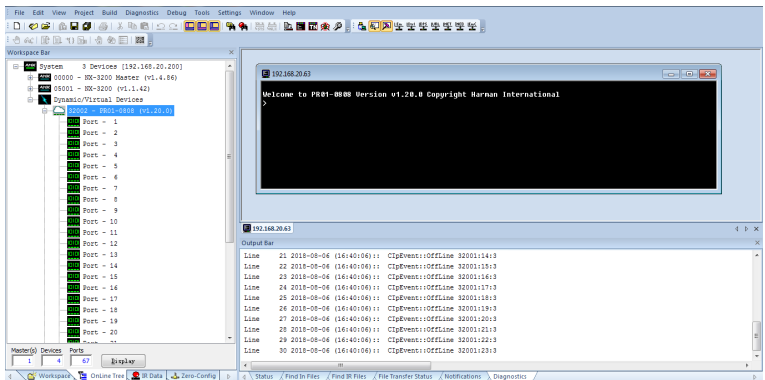 File Edit View Project Build Diagnostics Debug Tools Settings Window Help
Workspace Bar
System 3 Devices [192.168.20.200]
00000 - NX-3200 Master (v1.4.86)
05001 - NX-3200 (v1.1.42)
Dynamic/Virtual Devices
32002 - PR01-0808 (v1.20.0)
Port - 1
Port - 2
Port - 3
Port - 4
Port - 5
Port - 6
Port - 7
Port - 8
Port - 9
Port - 10
Port - 11
Port - 12
Port - 13
Port - 14
Port - 15
Port - 16
Port - 17
Port - 18
Port - 19
Port - 20
Master(s) Devices Ports
1 4 67 Display
Workspace OnLine Tree IR Data Zero-Config
192.168.20.63
Welcome to PR01-0808 Version v1.20.0 Copyright Harman International
>
192.168.20.63
Output Bar
Line 21 2018-08-06 (16:40:06):: CIpEvent::OffLine 32001:14:3
Line 22 2018-08-06 (16:40:06):: CIpEvent::OffLine 32001:15:3
Line 23 2018-08-06 (16:40:06):: CIpEvent::OffLine 32001:16:3
Line 24 2018-08-06 (16:40:06):: CIpEvent::OffLine 32001:17:3
Line 25 2018-08-06 (16:40:06):: CIpEvent::OffLine 32001:18:3
Line 26 2018-08-06 (16:40:06):: CIpEvent::OffLine 32001:19:3
Line 27 2018-08-06 (16:40:06):: CIpEvent::OffLine 32001:20:3
Line 28 2018-08-06 (16:40:06):: CIpEvent::OffLine 32001:21:3
Line 29 2018-08-06 (16:40:06):: CIpEvent::OffLine 32001:22:3
Line 30 2018-08-06 (16:40:06):: CIpEvent::OffLine 32001:23:3
Status Find In Files Find IR Files File Transfer Status Notifications Diagnostics